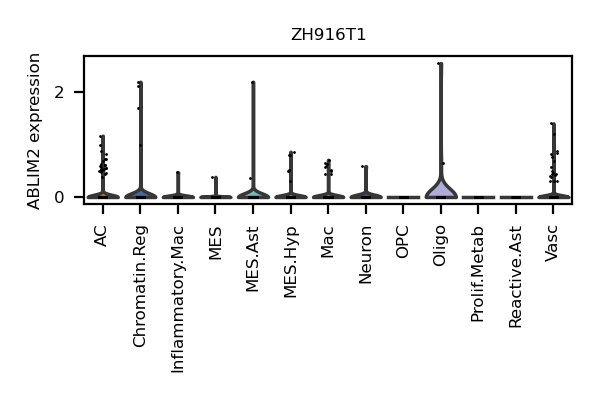 ZH916T1
ABLIM2 expression
2
0
AC
Chromatin.Reg
Inflammatory.Mac
MES
MES.Ast
MES.Hyp
Mac
Neuron
OPC
Oligo
Prolif.Metab
Reactive.Ast
Vasc